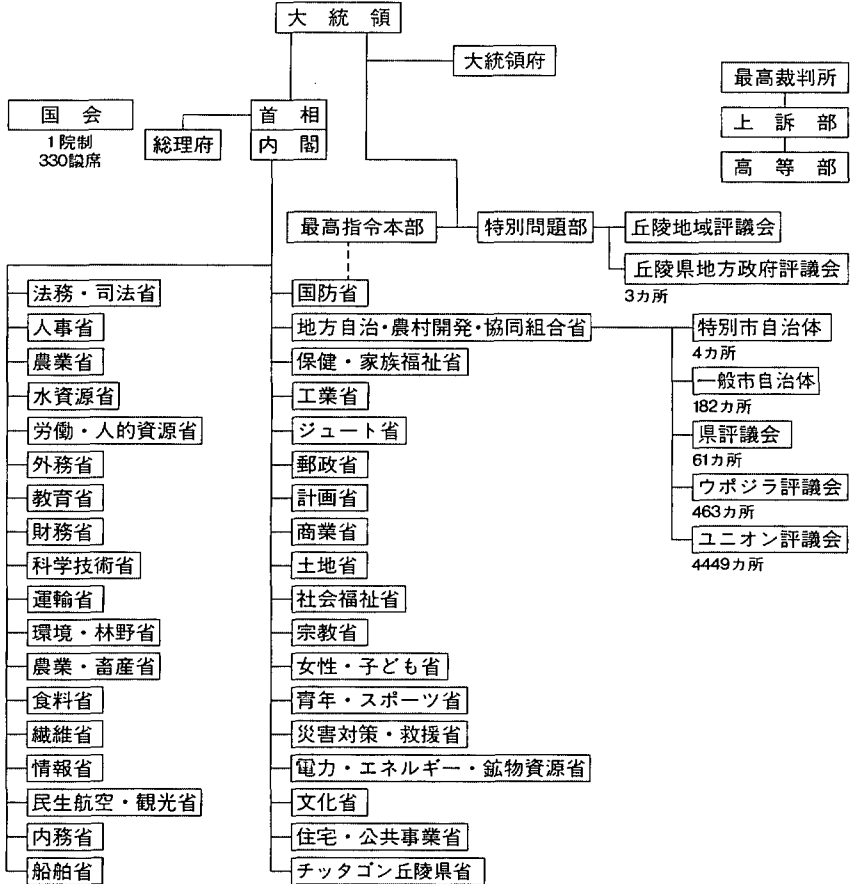 大統領
大統領府
最高裁判所
国会
首相
上訴部
1院制
総理府
内閣
330議席
高等部
最高指令本部
特別問題部
丘陵地域評議会
丘陵県地方政府評議会
3カ所
法務・司法省
国防省
人事省
地方自治・農村開発・協同組合省
特別市自治体
4カ所
農業省
保健・家族福祉省
水資源省
工業省
一般市自治体
182カ所
労働・人的資源省
ジュート省
県評議会
61カ所
外務省
郵政省
教育省
計画省
ウポジラ評議会
463カ所
財務省
商業省
ユニオン評議会
4449カ所
科学技術省
土地省
運輸省
社会福祉省
環境・林野省
宗教省
農業・畜産省
女性・子ども省
食料省
青年・スポーツ省
繊維省
災害対策・救援省
情報省
電力・エネルギー・鉱物資源省
民生航空・観光省
文化省
内務省
住宅・公共事業省
船舶省
チッタゴン丘陵県省